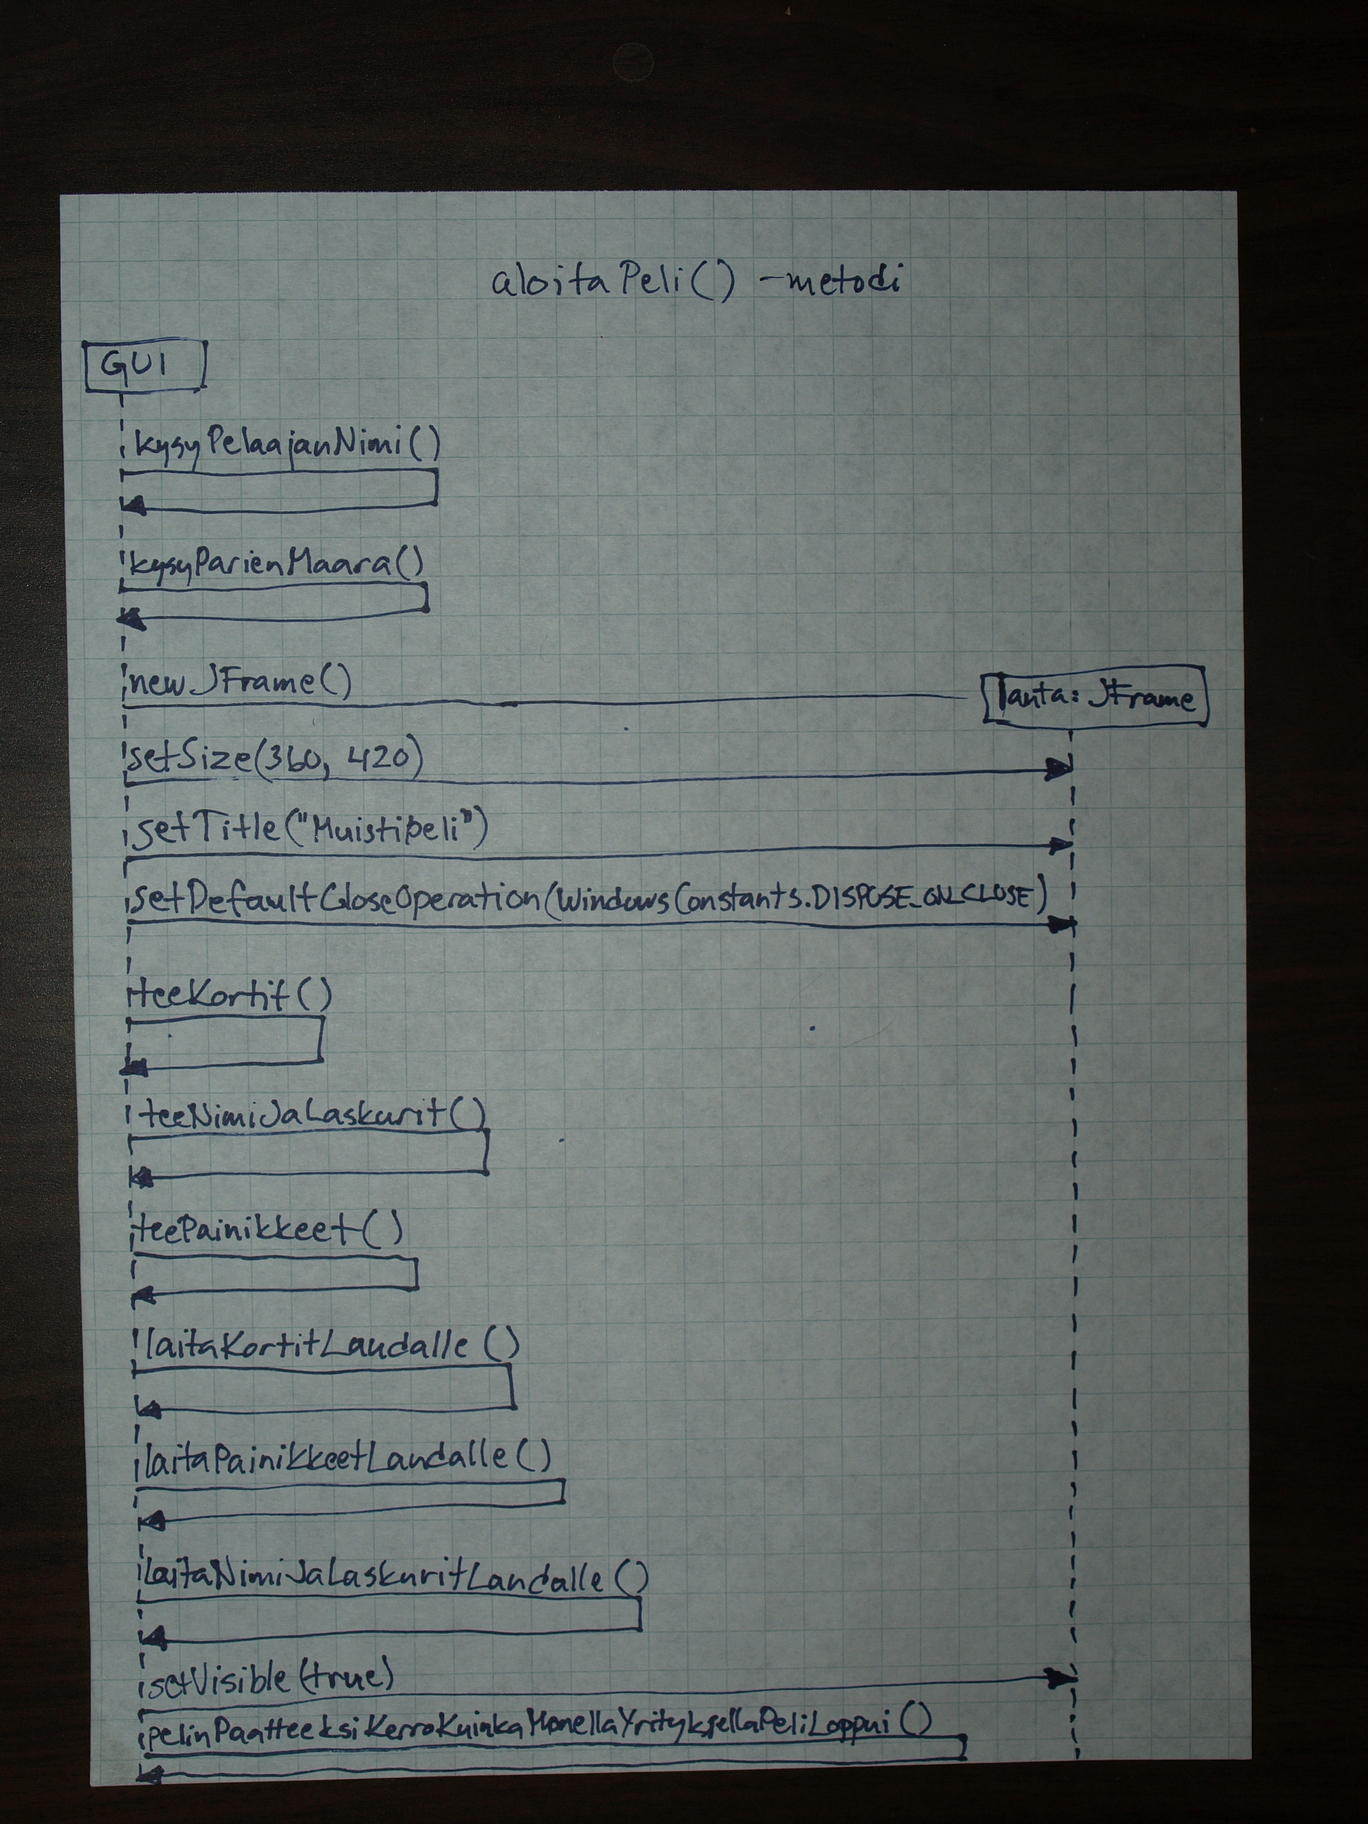 aloitaPeli() -metodi
GUI
kysyPelaajanNimi()
kysyParienMaara()
new JFrame()
lauta: JFrame
setSize(360, 420)
setTitle("Muistipeli")
setDefaultCloseOperation(WindowsConstants.DISPOSE_ON_CLOSE)
teeKortit()
teeNimiJaLaskurit()
teePainikkeet()
laitaKortitLaudalle()
laitaPainikkeetLaudalle()
laitaNimiJaLaskuritLaudalle()
setVisible(true)
pelinPaatteeksiKerroKuinkaMonellaYrityksellaPeliLoppui()